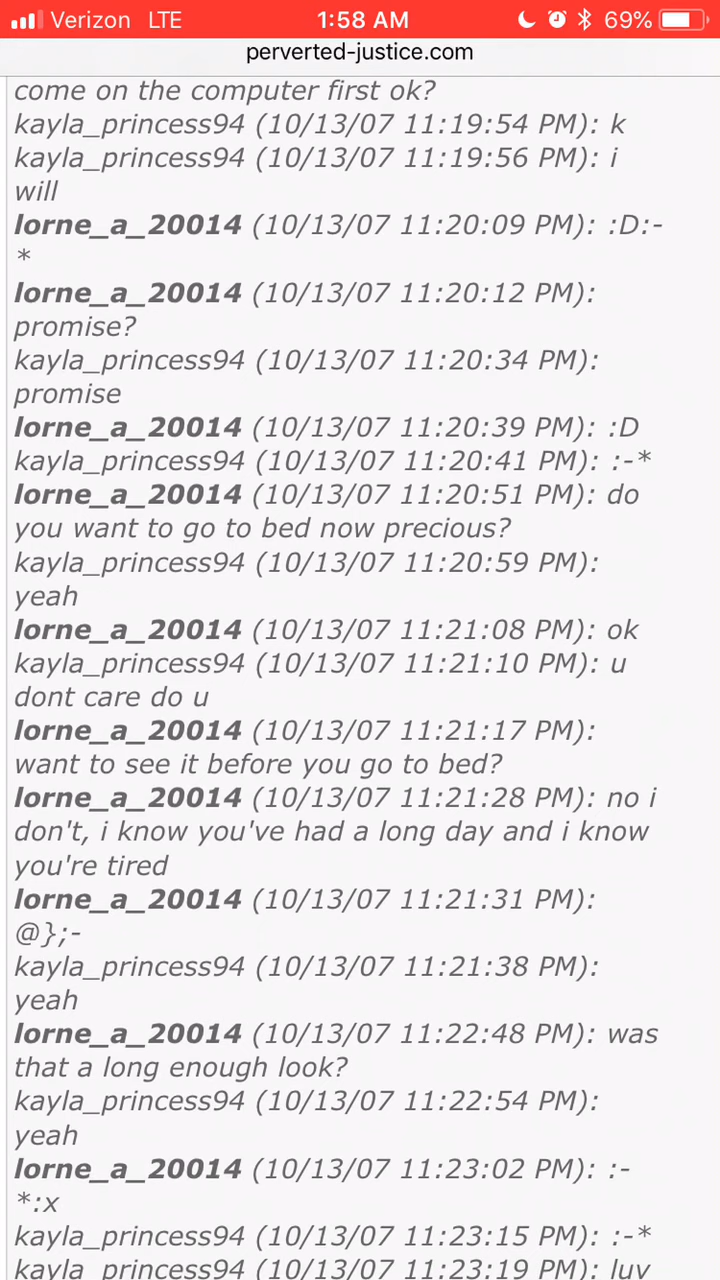 Verizon LTE 1:58 AM 69%
perverted-justice.com
come on the computer first ok?
kayla_princess94 (10/13/07 11:19:54 PM): k
kayla_princess94 (10/13/07 11:19:56 PM): i
will
lorne_a_20014 (10/13/07 11:20:09 PM): :D:-
*
lorne_a_20014 (10/13/07 11:20:12 PM):
promise?
kayla_princess94 (10/13/07 11:20:34 PM):
promise
lorne_a_20014 (10/13/07 11:20:39 PM): :D
kayla_princess94 (10/13/07 11:20:41 PM): :-*
lorne_a_20014 (10/13/07 11:20:51 PM): do
you want to go to bed now precious?
kayla_princess94 (10/13/07 11:20:59 PM):
yeah
lorne_a_20014 (10/13/07 11:21:08 PM): ok
kayla_princess94 (10/13/07 11:21:10 PM): u
dont care do u
lorne_a_20014 (10/13/07 11:21:17 PM):
want to see it before you go to bed?
lorne_a_20014 (10/13/07 11:21:28 PM): no i
don't, i know you've had a long day and i know
you're tired
lorne_a_20014 (10/13/07 11:21:31 PM):
@};-
kayla_princess94 (10/13/07 11:21:38 PM):
yeah
lorne_a_20014 (10/13/07 11:22:48 PM): was
that a long enough look?
kayla_princess94 (10/13/07 11:22:54 PM):
yeah
lorne_a_20014 (10/13/07 11:23:02 PM): :-
*:x
kayla_princess94 (10/13/07 11:23:15 PM): :-*
kayla_princess94 (10/13/07 11:23:19 PM): luv